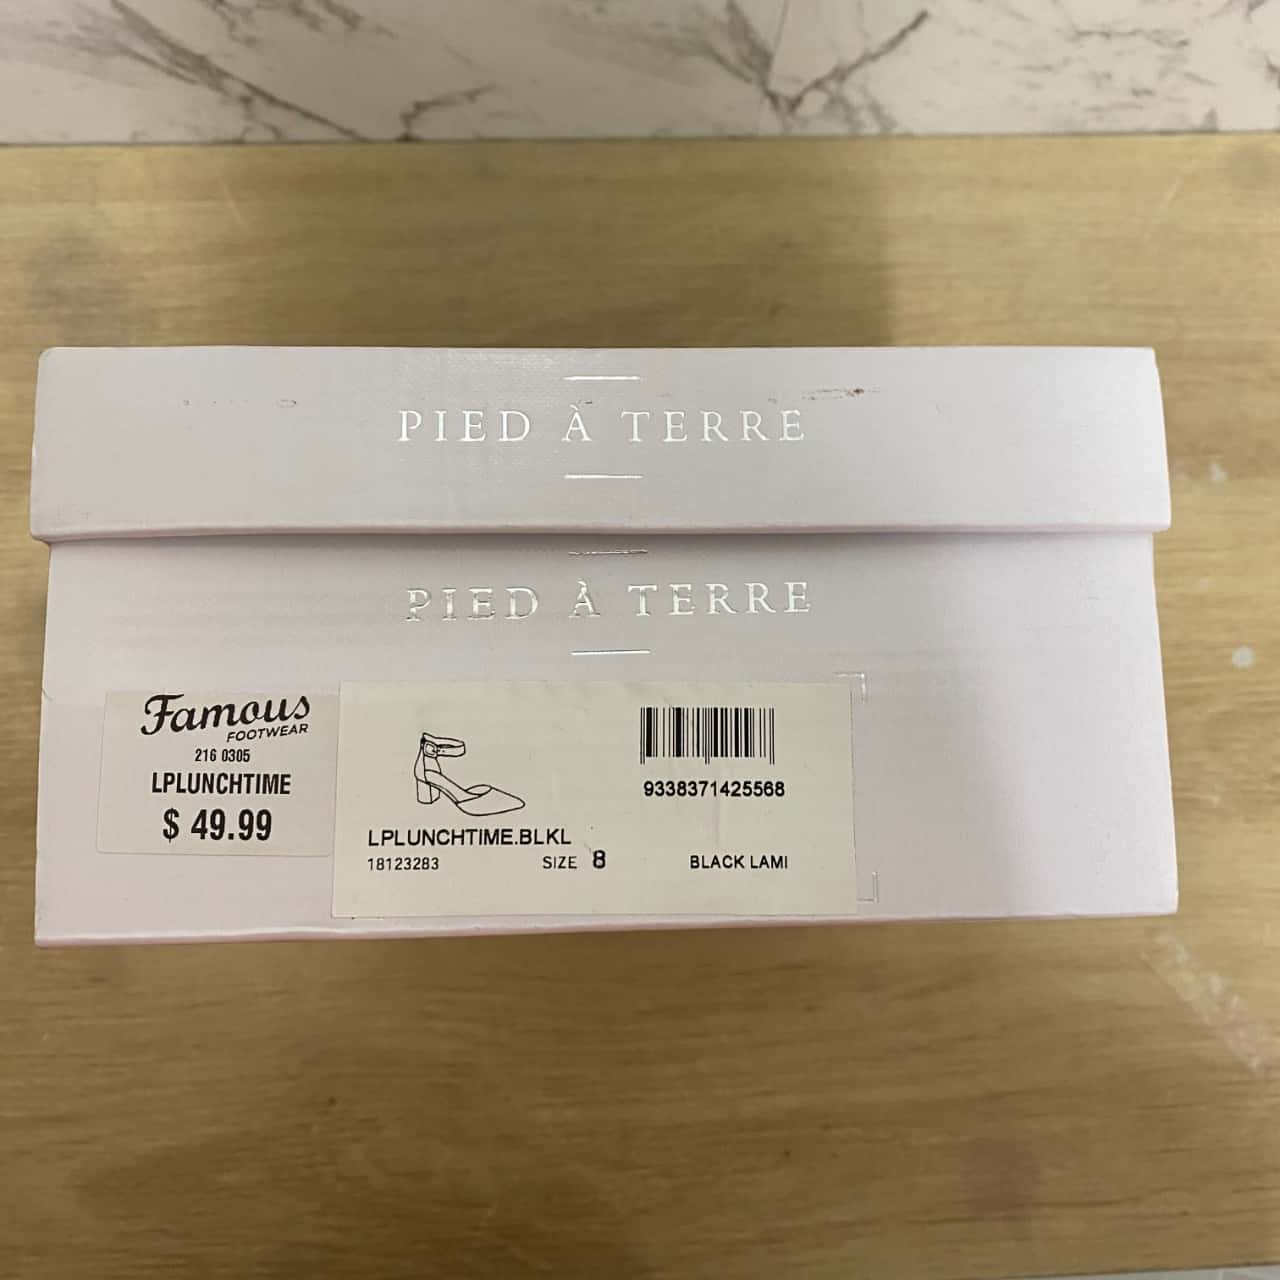 PIED À TERRE
PIED À TERRE
Famous
FOOTWEAR
216 0305
LPLUNCHTIME
$ 49.99
9338371425568
LPLUNCHTIME.BLKL
18123283 SIZE 8 BLACK LAMI